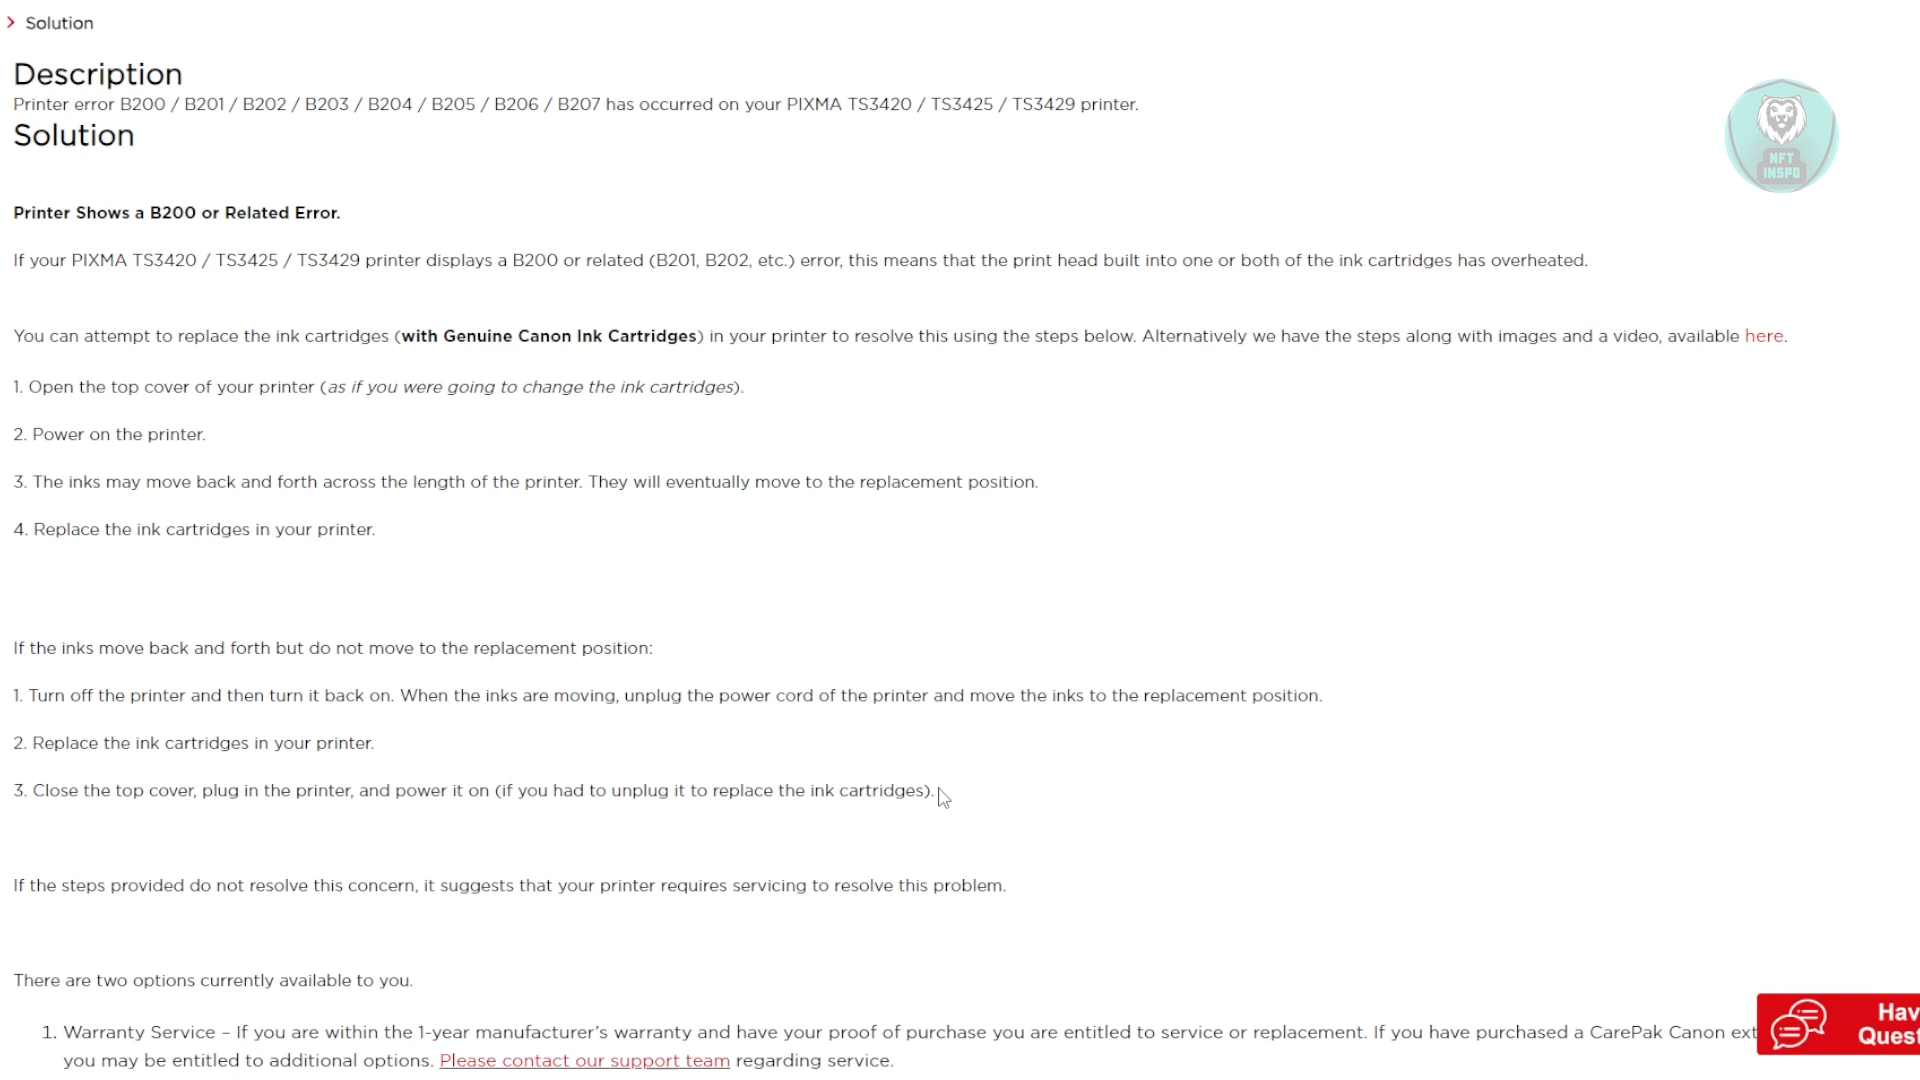 Solution
Description
Printer error B200 / B201 / B202 / B203 / B204 / B205 / B206 / B207 has occurred on your PIXMA TS3420 / TS3425 / TS3429 printer.
Solution
NFT
INSPO
Printer Shows a B200 or Related Error.
If your PIXMA TS3420 / TS3425 / TS3429 printer displays a B200 or related (B201, B202, etc.) error, this means that the print head built into one or both of the ink cartridges has overheated.
You can attempt to replace the ink cartridges (with Genuine Canon Ink Cartridges) in your printer to resolve this using the steps below. Alternatively we have the steps along with images and a video, available here.
1. Open the top cover of your printer (as if you were going to change the ink cartridges).
2. Power on the printer.
3. The inks may move back and forth across the length of the printer. They will eventually move to the replacement position.
4. Replace the ink cartridges in your printer.
If the inks move back and forth but do not move to the replacement position:
1. Turn off the printer and then turn it back on. When the inks are moving, unplug the power cord of the printer and move the inks to the replacement position.
2. Replace the ink cartridges in your printer.
3. Close the top cover, plug in the printer, and power it on (if you had to unplug it to replace the ink cartridges).
If the steps provided do not resolve this concern, it suggests that your printer requires servicing to resolve this problem.
There are two options currently available to you.
1. Warranty Service – If you are within the 1-year manufacturer's warranty and have your proof of purchase you are entitled to service or replacement. If you have purchased a CarePak Canon ext
you may be entitled to additional options. Please contact our support team regarding service.
Hav
Quest